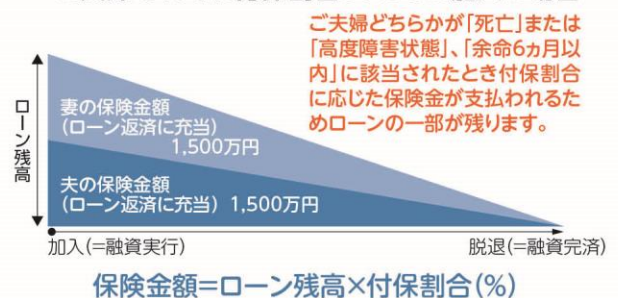 ご夫婦どちらかが「死亡」または
「高度障害状態」、「余命6ヵ月以
内」に該当されたとき付保割合
に応じた保険金が支払われるた
めローンの一部が残ります。
ローン残高
妻の保険金額
(ローン返済に充当)
1,500万円
夫の保険金額
(ローン返済に充当) 1,500万円
加入(=融資実行)
脱退(=融資完済)
保険金額=ローン残高×付保割合(%)